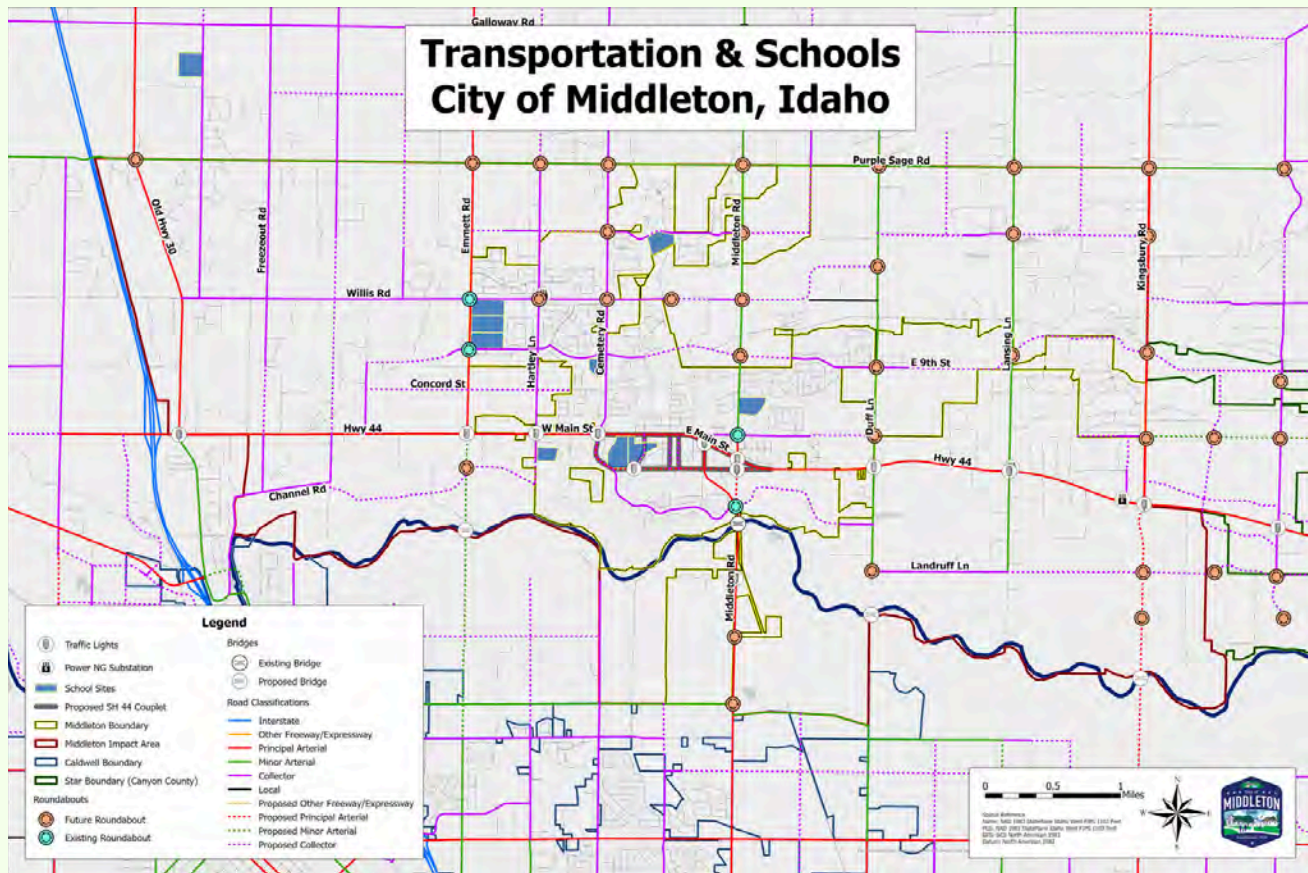 Galloway Rd
Transportation & Schools
City of Middleton, Idaho
Purple Sage Rd
Old Hwy 30
Freezeout Rd
Emmett Rd
Middleton Rd
Kingsbury Rd
Willis Rd
Hartley Ln
Cemetery Rd
Lansing Ln
E 9th St
Concord St
Duff Ln
Hwy 44
W Main St
E Main St
Hwy 44
Channel Rd
Landruff Ln
Middleton Rd
Legend
Traffic Lights
Power NG Substation
School Sites
Proposed SH 44 Couplet
Middleton Boundary
Middleton Impact Area
Caldwell Boundary
Star Boundary (Canyon County)
Roundabouts
Future Roundabout
Existing Roundabout
Bridges
Existing Bridge
Proposed Bridge
Road Classifications
Interstate
Other Freeway/Expressway
Principal Arterial
Minor Arterial
Collector
Local
Proposed Other Freeway/Expressway
Proposed Principal Arterial
Proposed Minor Arterial
Proposed Collector
0 0.5 1
Miles
N
W E
S
Spatial Reference
MIDDLETON